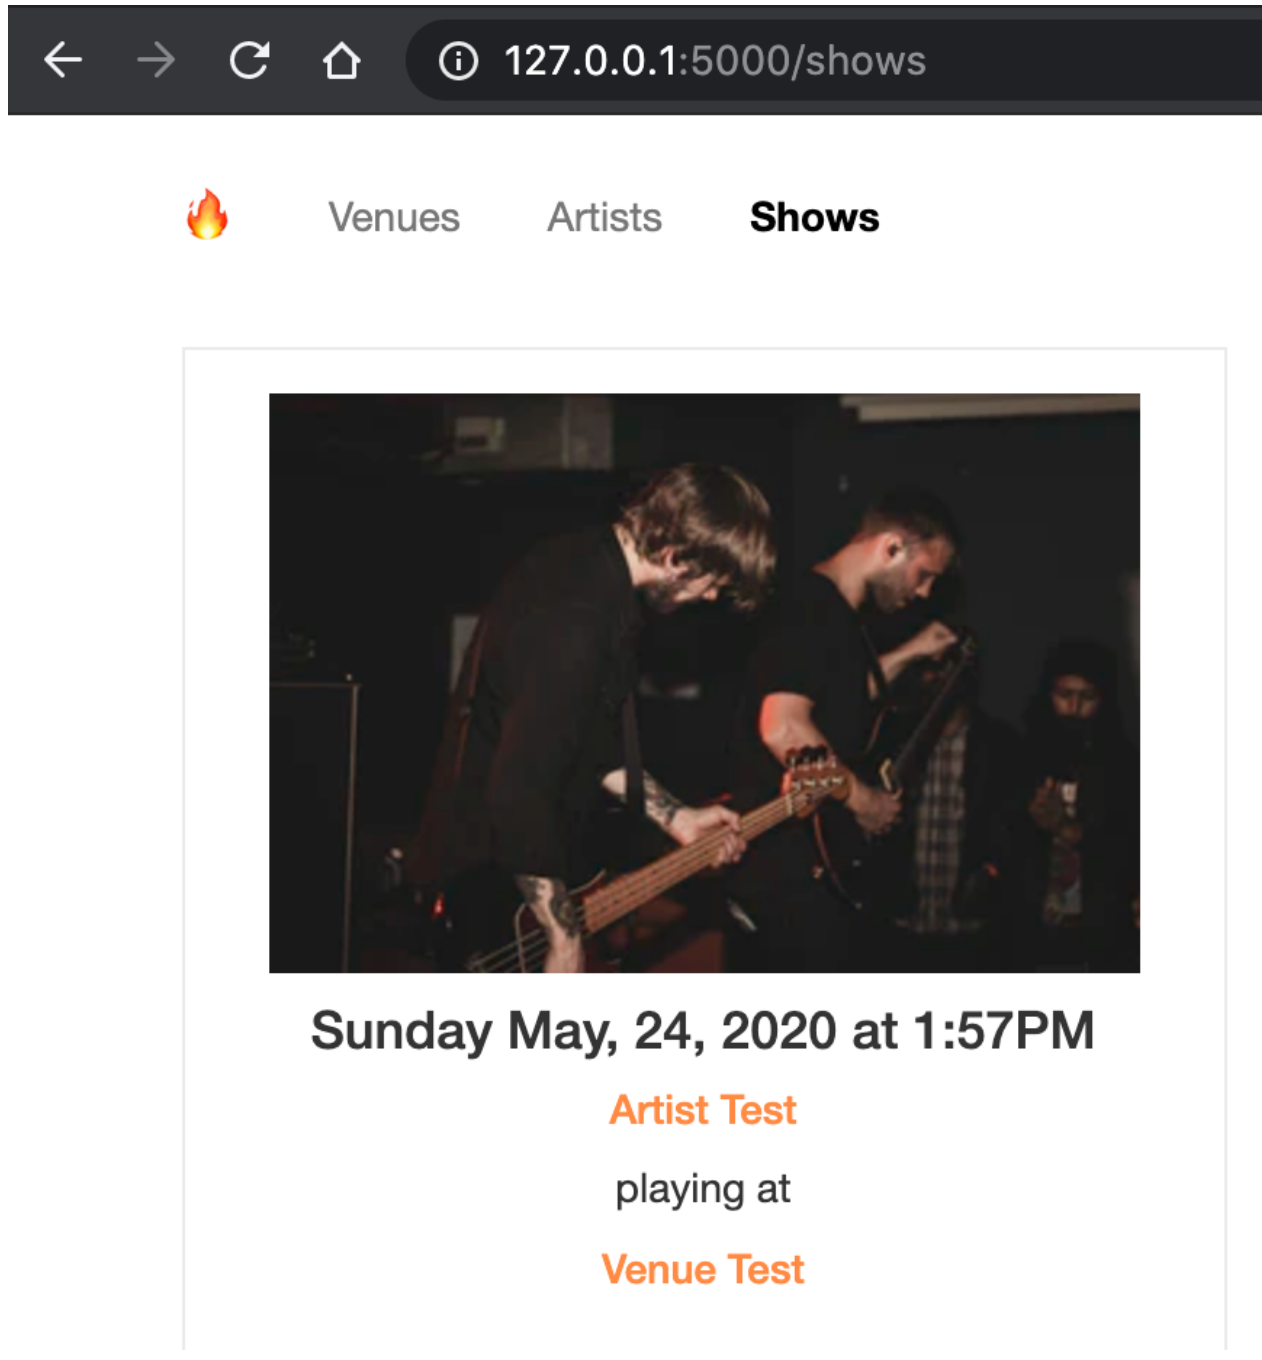 127.0.0.1:5000/shows
Venues Artists Shows
Sunday May, 24, 2020 at 1:57PM
Artist Test
playing at
Venue Test